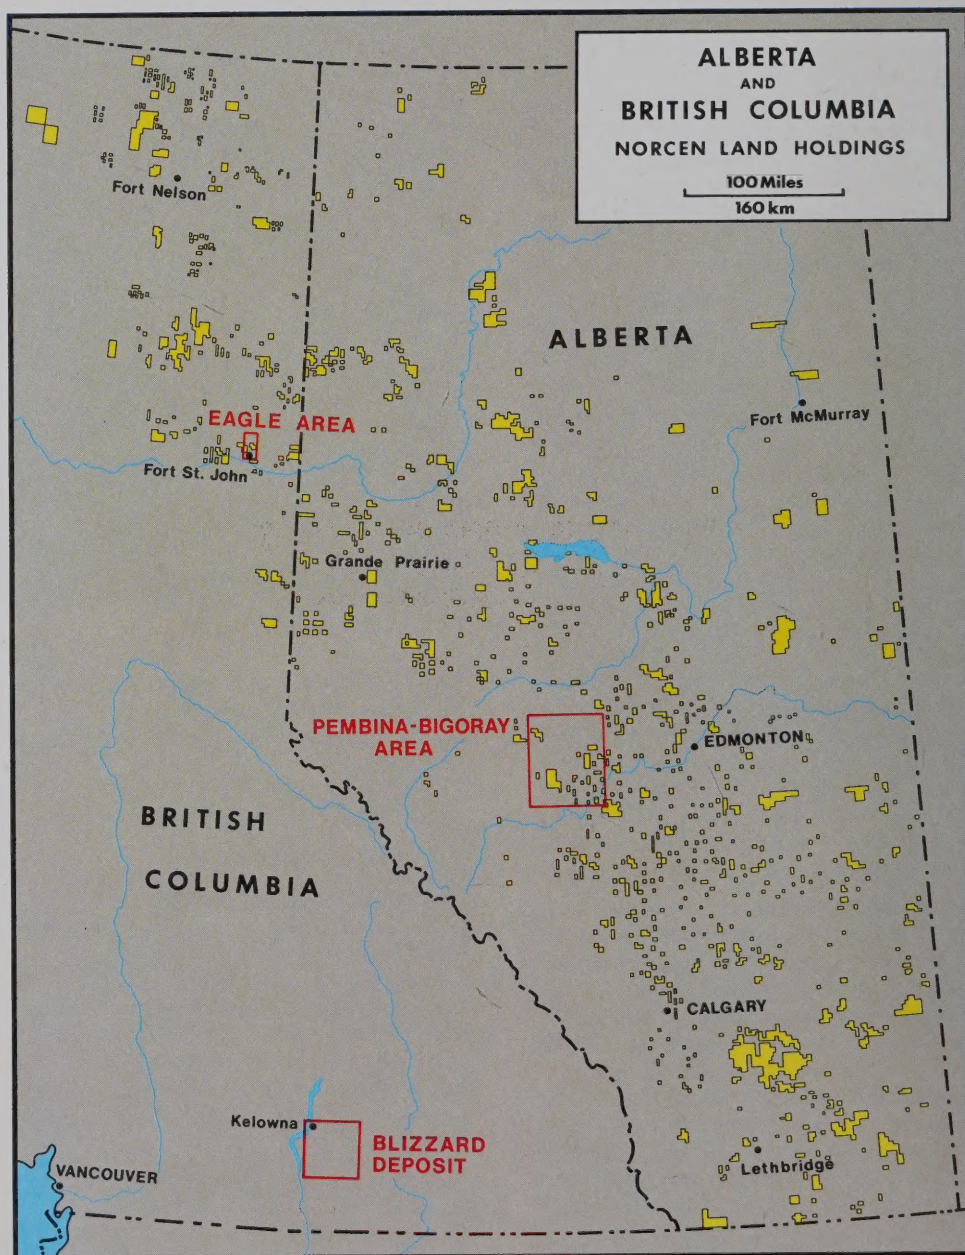 ALBERTA
AND
BRITISH COLUMBIA
NORCEN LAND HOLDINGS
100 Miles
160 km
Fort Nelson
ALBERTA
Fort McMurray
EAGLE AREA
Fort St. John
Grande Prairie
PEMBINA-BIGORAY
AREA
EDMONTON
BRITISH
COLUMBIA
CALGARY
Kelowna
BLIZZARD
DEPOSIT
Lethbridge
VANCOUVER